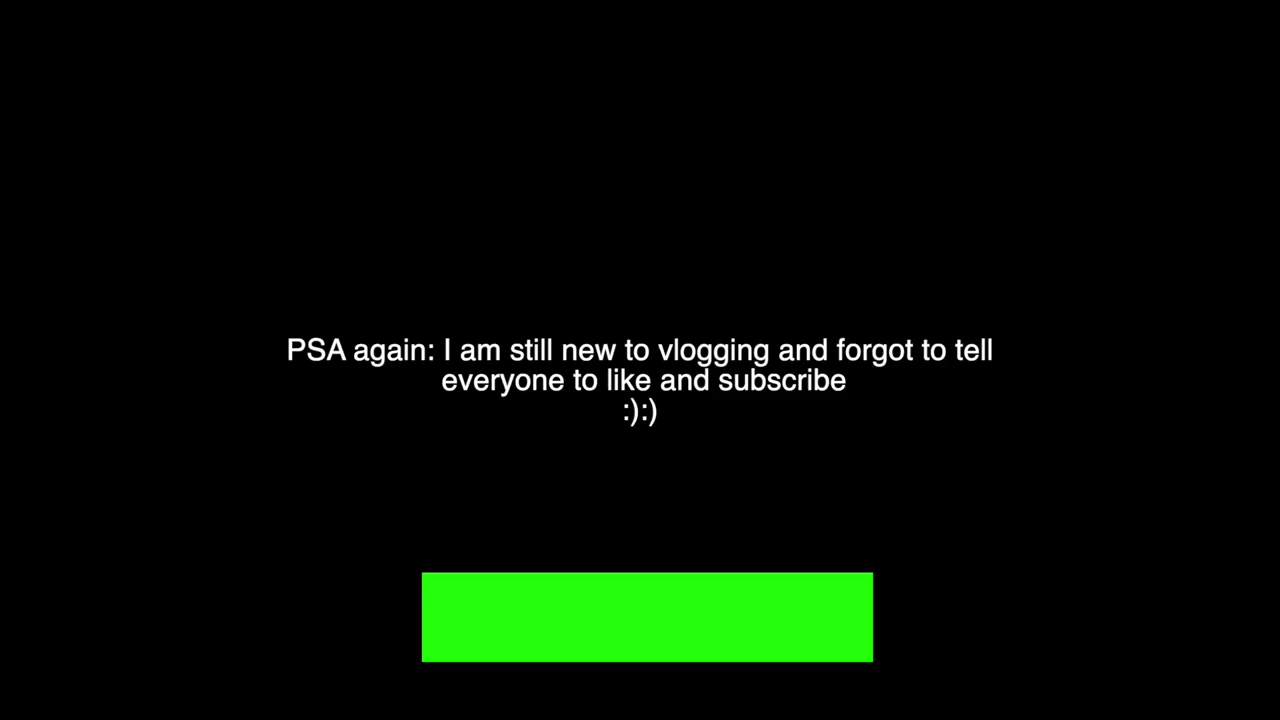 PSA again: I am still new to vlogging and forgot to tell
everyone to like and subscribe
:):)